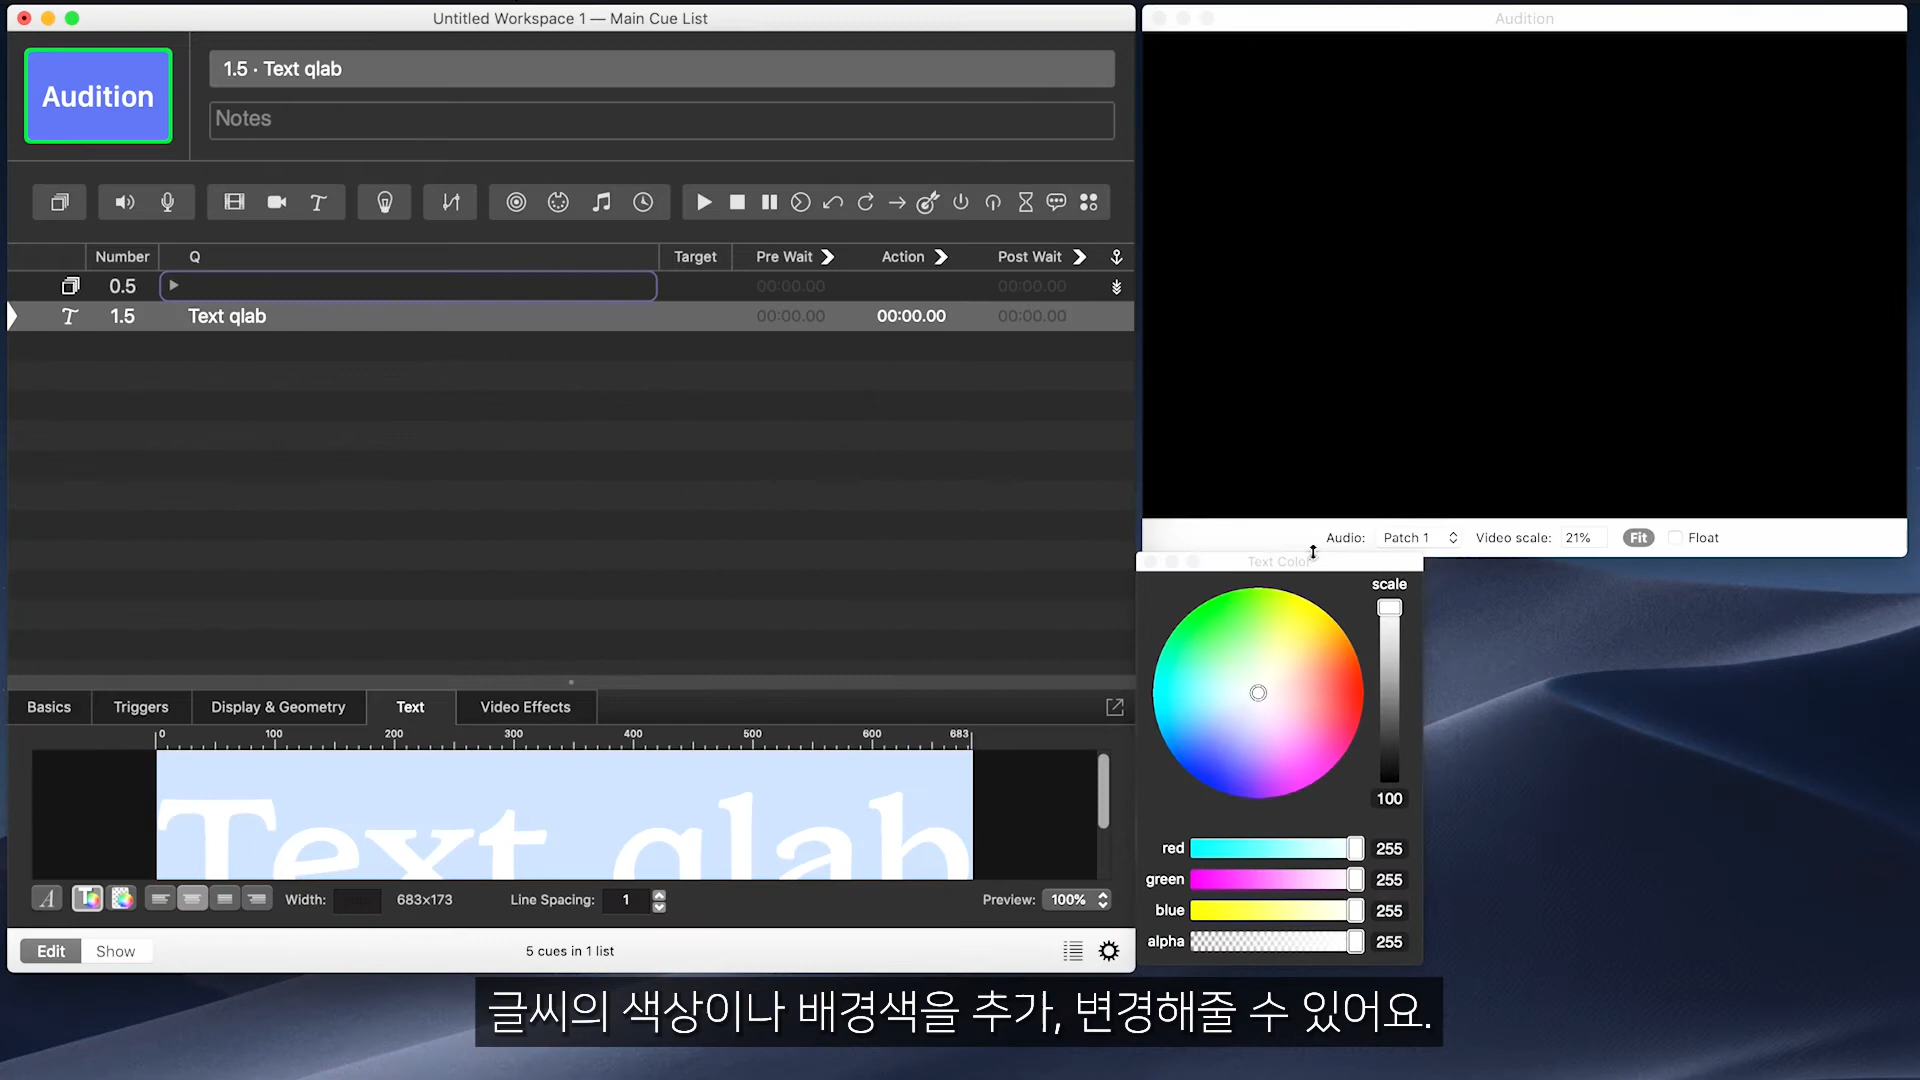 Untitled Workspace 1 — Main Cue List
Audition
Audition
1.5 · Text qlab
Notes
Number Q Target Pre Wait Action Post Wait
0.5 00:00.00 00:00.00
1.5 Text qlab 00:00.00 00:00.00 00:00.00
Audio: Patch 1 Video scale: 21% Fit Float
Text Color
scale
100
red 255
green 255
blue 255
alpha 255
Basics Triggers Display & Geometry Text Video Effects
0 100 200 300 400 500 600 683
Text qlab
Width: 683x173 Line Spacing: 1 Preview: 100%
Edit Show 5 cues in 1 list
글씨의 색상이나 배경색을 추가, 변경해줄 수 있어요.